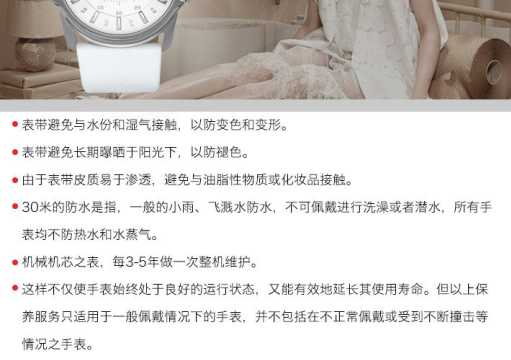 • 表带避免与水份和湿气接触，以防变色和变形。
• 表带避免长期曝晒于阳光下，以防褪色。
• 由于表带皮质易于渗透，避免与油脂性物质或化妆品接触。
• 30米的防水是指，一般的小雨、飞溅水防水，不可佩戴进行洗澡或者潜水，所有手
表均不防热水和水蒸气。
• 机械机芯之表，每3-5年做一次整机维护。
• 这样不仅使手表始终处于良好的运行状态，又能有效地延长其使用寿命。但以上保
养服务只适用于一般佩戴情况下的手表，并不包括在不正常佩戴或受到不断撞击等
情况之手表。